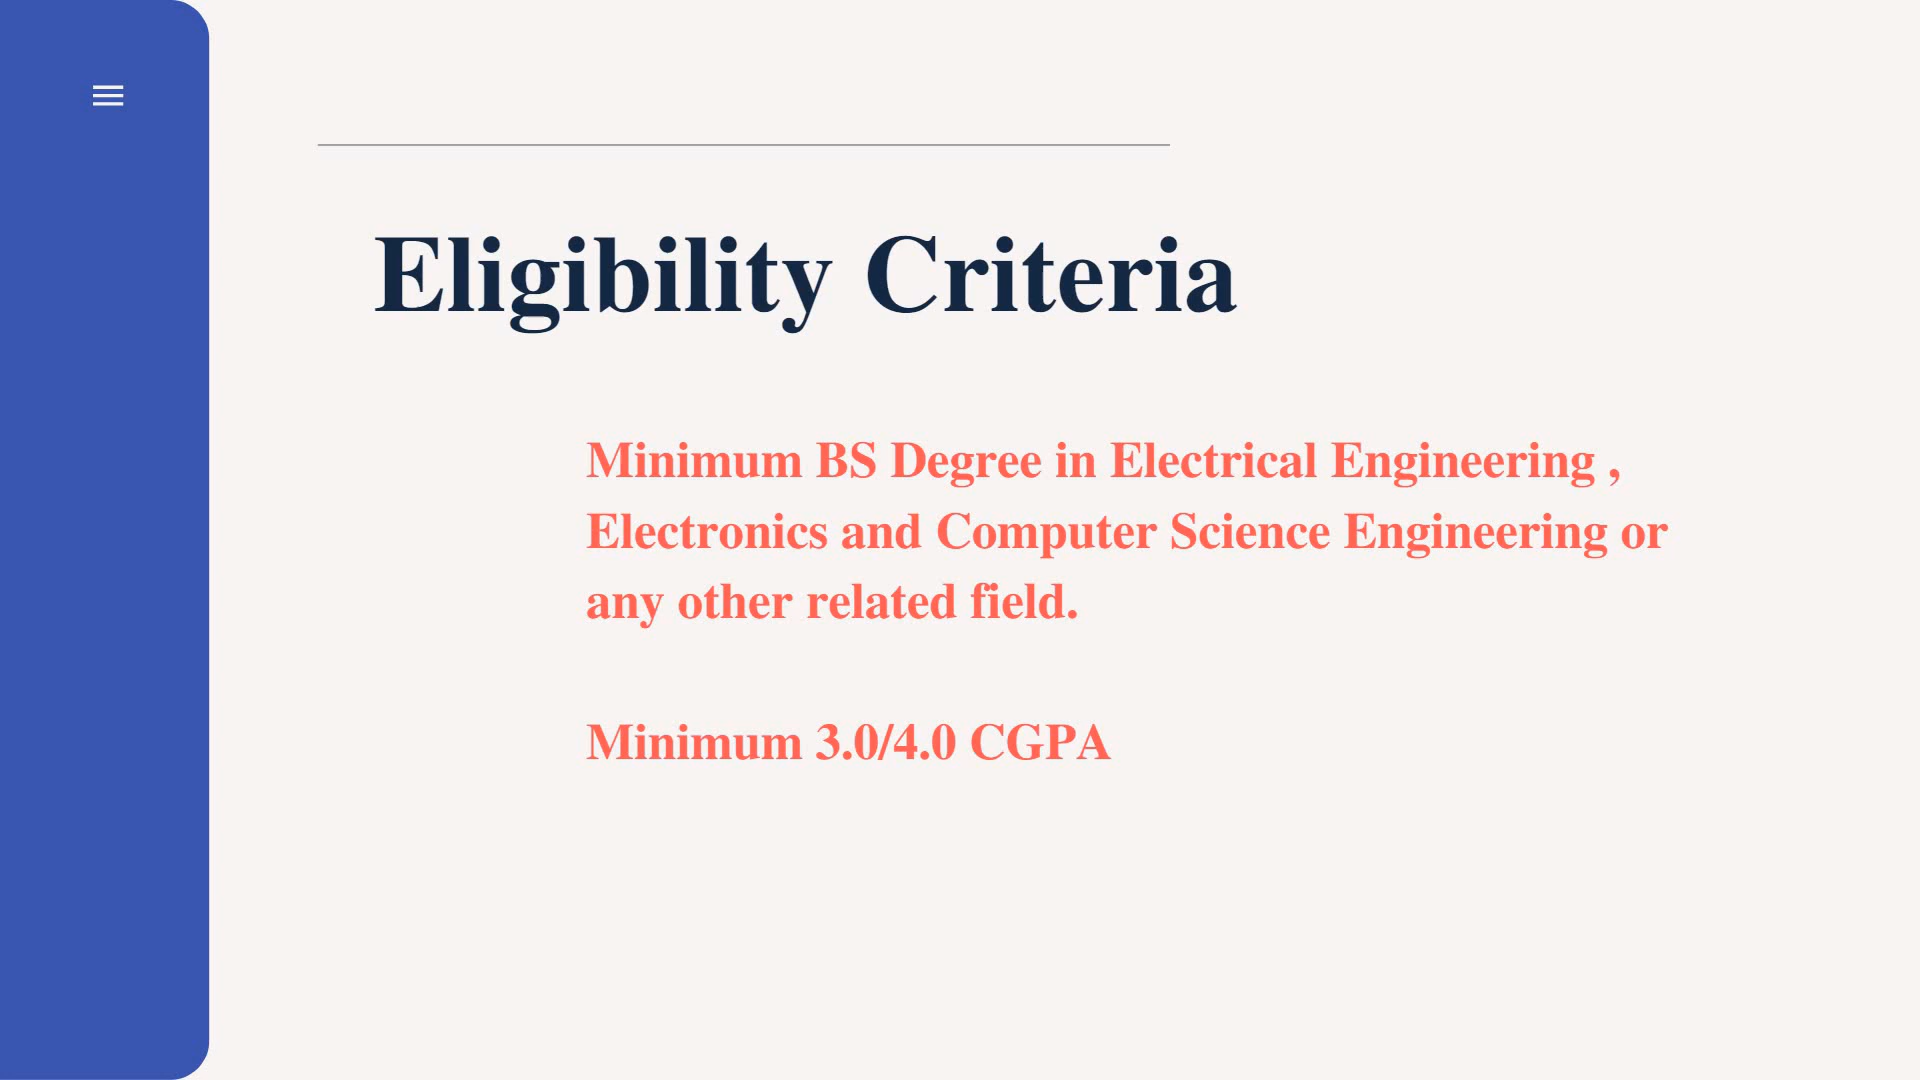 Eligibility Criteria
Minimum BS Degree in Electrical Engineering ,
Electronics and Computer Science Engineering or
any other related field.
Minimum 3.0/4.0 CGPA